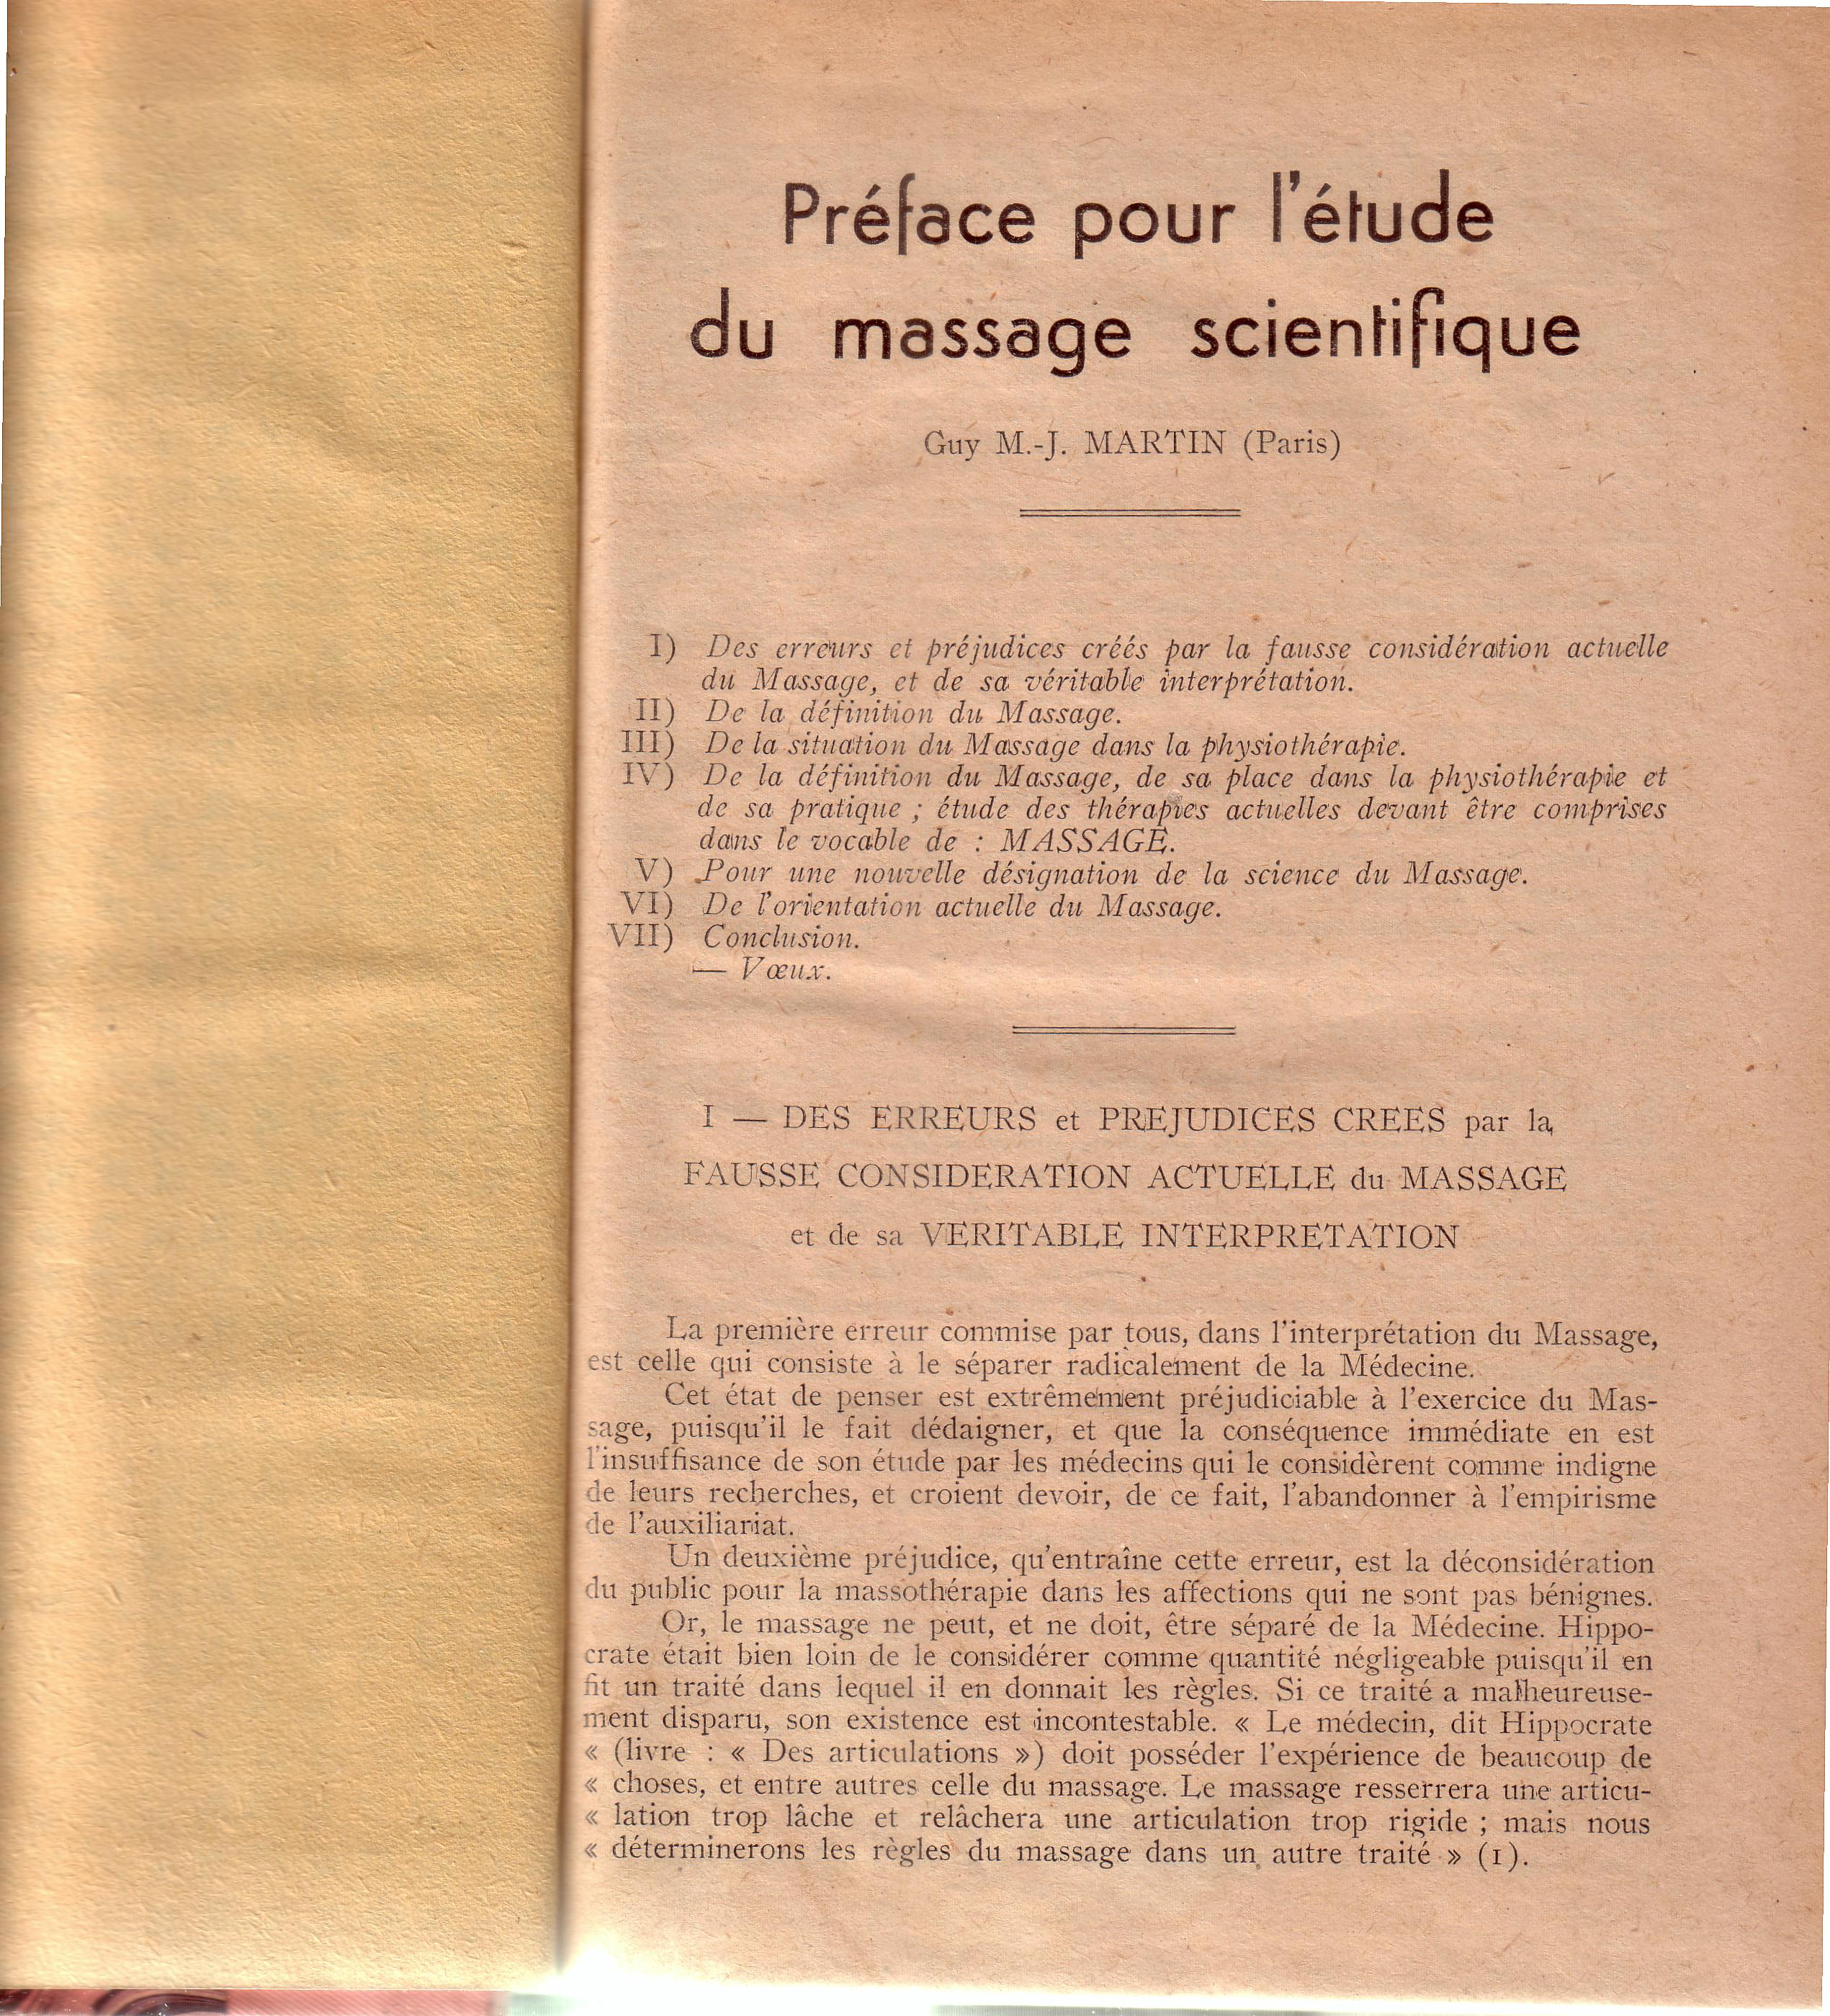 Préface pour l'étude
du massage scientifique
Guy M.-J. MARTIN (Paris)
I) Des erreurs et préjudices créés par la fausse considération actuelle
du Massage, et de sa véritable interprétation.
II) De la définition du Massage.
III) De la situation du Massage dans la physiothérapie.
IV) De la définition du Massage, de sa place dans la physiothérapie et
de sa pratique ; étude des thérapies actuelles devant être comprises
dans le vocable de : MASSAGE.
V) Pour une nouvelle désignation de la science du Massage.
VI) De l'orientation actuelle du Massage.
VII) Conclusion.
— Vœux.
I — DES ERREURS et PREJUDICES CREES par la
FAUSSE CONSIDERATION ACTUELLE du MASSAGE
et de sa VERITABLE INTERPRETATION
La première erreur commise par tous, dans l'interprétation du Massage,
est celle qui consiste à le séparer radicalement de la Médecine.
Cet état de penser est extrêmement préjudiciable à l'exercice du Mas-
sage, puisqu'il le fait dédaigner, et que la conséquence immédiate en est
l'insuffisance de son étude par les médecins qui le considèrent comme indigne
de leurs recherches, et croient devoir, de ce fait, l'abandonner à l'empirisme
de l'auxiliariat.
Un deuxième préjudice, qu'entraîne cette erreur, est la déconsidération
du public pour la massothérapie dans les affections qui ne sont pas bénignes.
Or, le massage ne peut, et ne doit, être séparé de la Médecine. Hippo-
crate était bien loin de le considérer comme quantité négligeable puisqu'il en
fit un traité dans lequel il en donnait les règles. Si ce traité a malheureuse-
ment disparu, son existence est incontestable. « Le médecin, dit Hippocrate
« (livre : « Des articulations ») doit posséder l'expérience de beaucoup de
« choses, et entre autres celle du massage. Le massage resserrera une articu-
« lation trop lâche et relâchera une articulation trop rigide ; mais nous
« déterminerons les règles du massage dans un autre traité » (1).